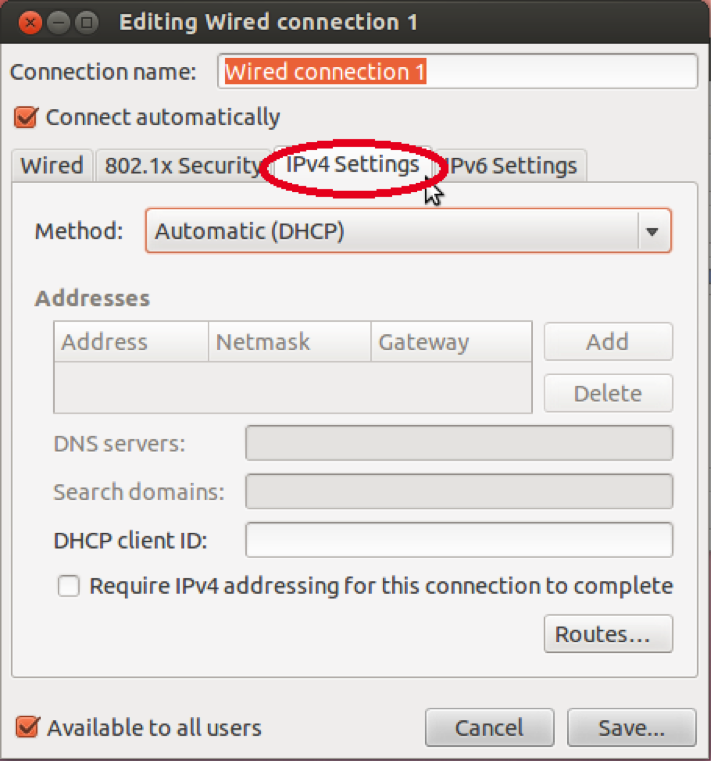 Editing Wired connection 1
Connection name: Wired connection 1
Connect automatically
Wired 802.1x Security IPv4 Settings IPv6 Settings
Method: Automatic (DHCP)
Addresses
Address Netmask Gateway Add
Delete
DNS servers:
Search domains:
DHCP client ID:
Require IPv4 addressing for this connection to complete
Routes...
Available to all users Cancel Save...